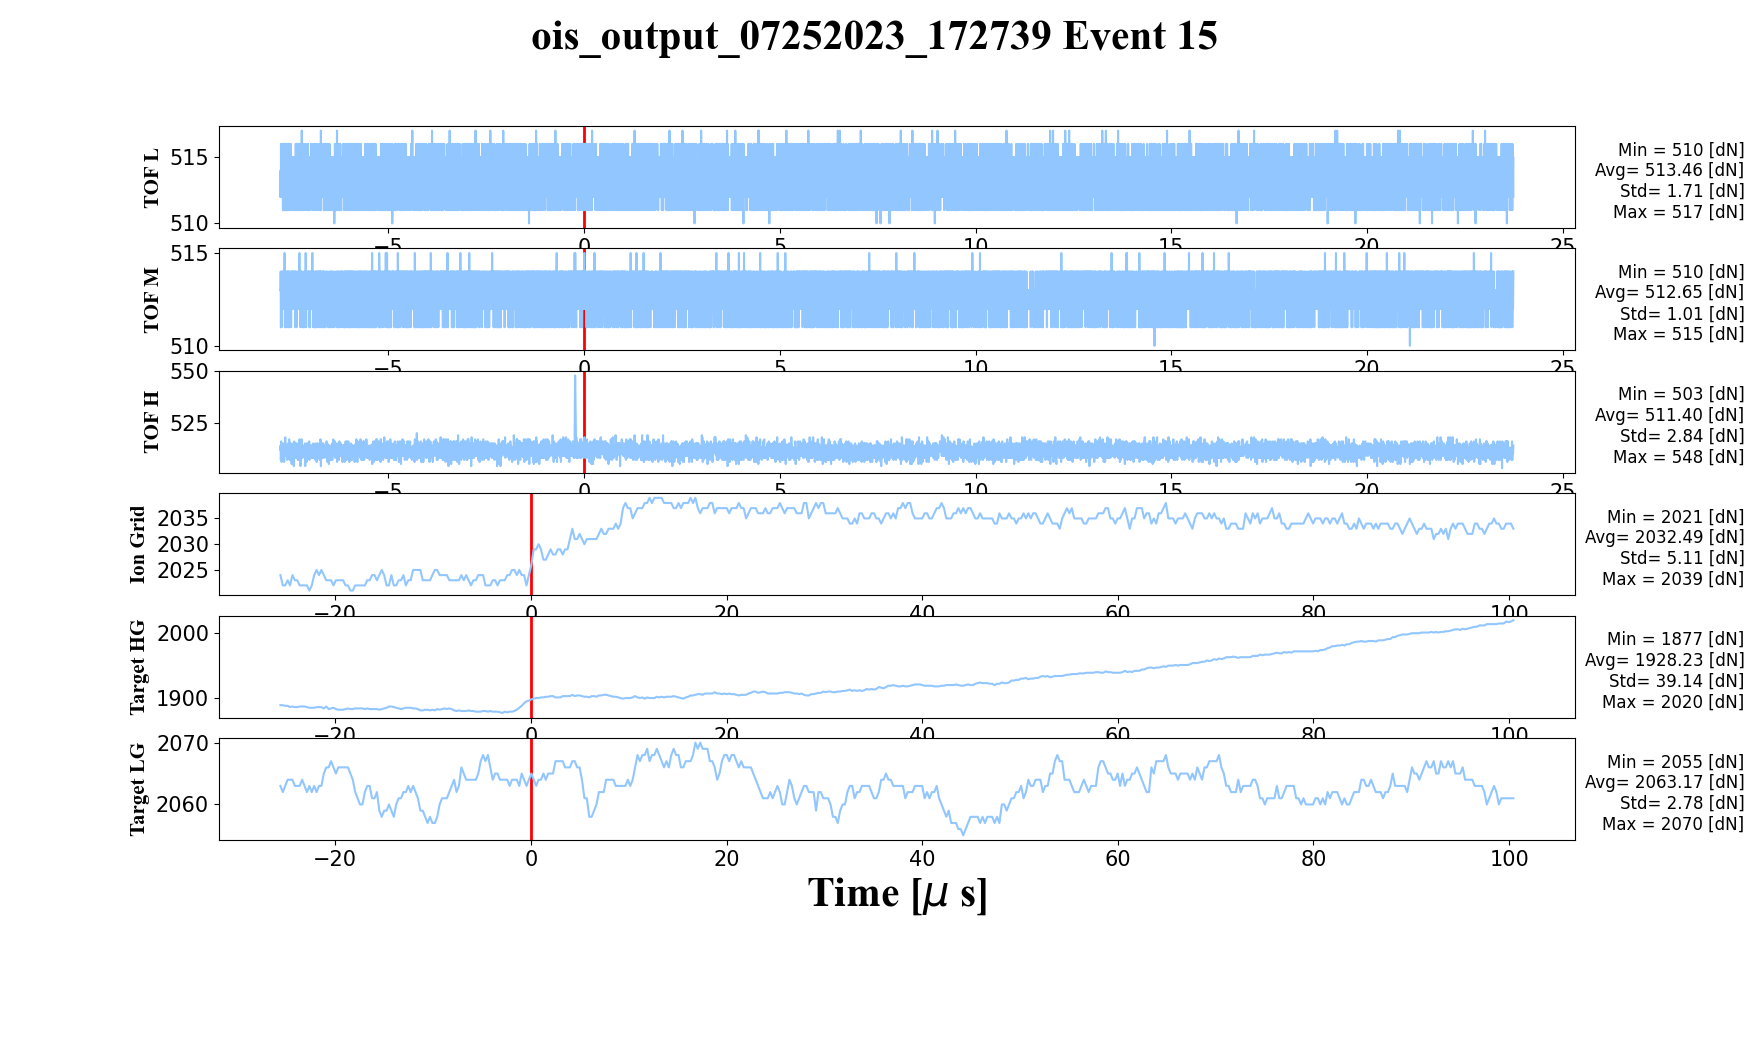 ois_output_07252023_172739 Event 15
TOF L
515
510
−5 0 5 10 15 20 25
Min = 510 [dN]
Avg= 513.46 [dN]
Std= 1.71 [dN]
Max = 517 [dN]
TOF M
515
510
−5 0 5 10 15 20 25
Min = 510 [dN]
Avg= 512.65 [dN]
Std= 1.01 [dN]
Max = 515 [dN]
TOF H
550
525
−5 0 5 10 15 20 25
Min = 503 [dN]
Avg= 511.40 [dN]
Std= 2.84 [dN]
Max = 548 [dN]
Ion Grid
2035
2030
2025
−20 0 20 40 60 80 100
Min = 2021 [dN]
Avg= 2032.49 [dN]
Std= 5.11 [dN]
Max = 2039 [dN]
Target HG
2000
1900
−20 0 20 40 60 80 100
Min = 1877 [dN]
Avg= 1928.23 [dN]
Std= 39.14 [dN]
Max = 2020 [dN]
Target LG
2070
2060
−20 0 20 40 60 80 100
Min = 2055 [dN]
Avg= 2063.17 [dN]
Std= 2.78 [dN]
Max = 2070 [dN]
Time [μ s]